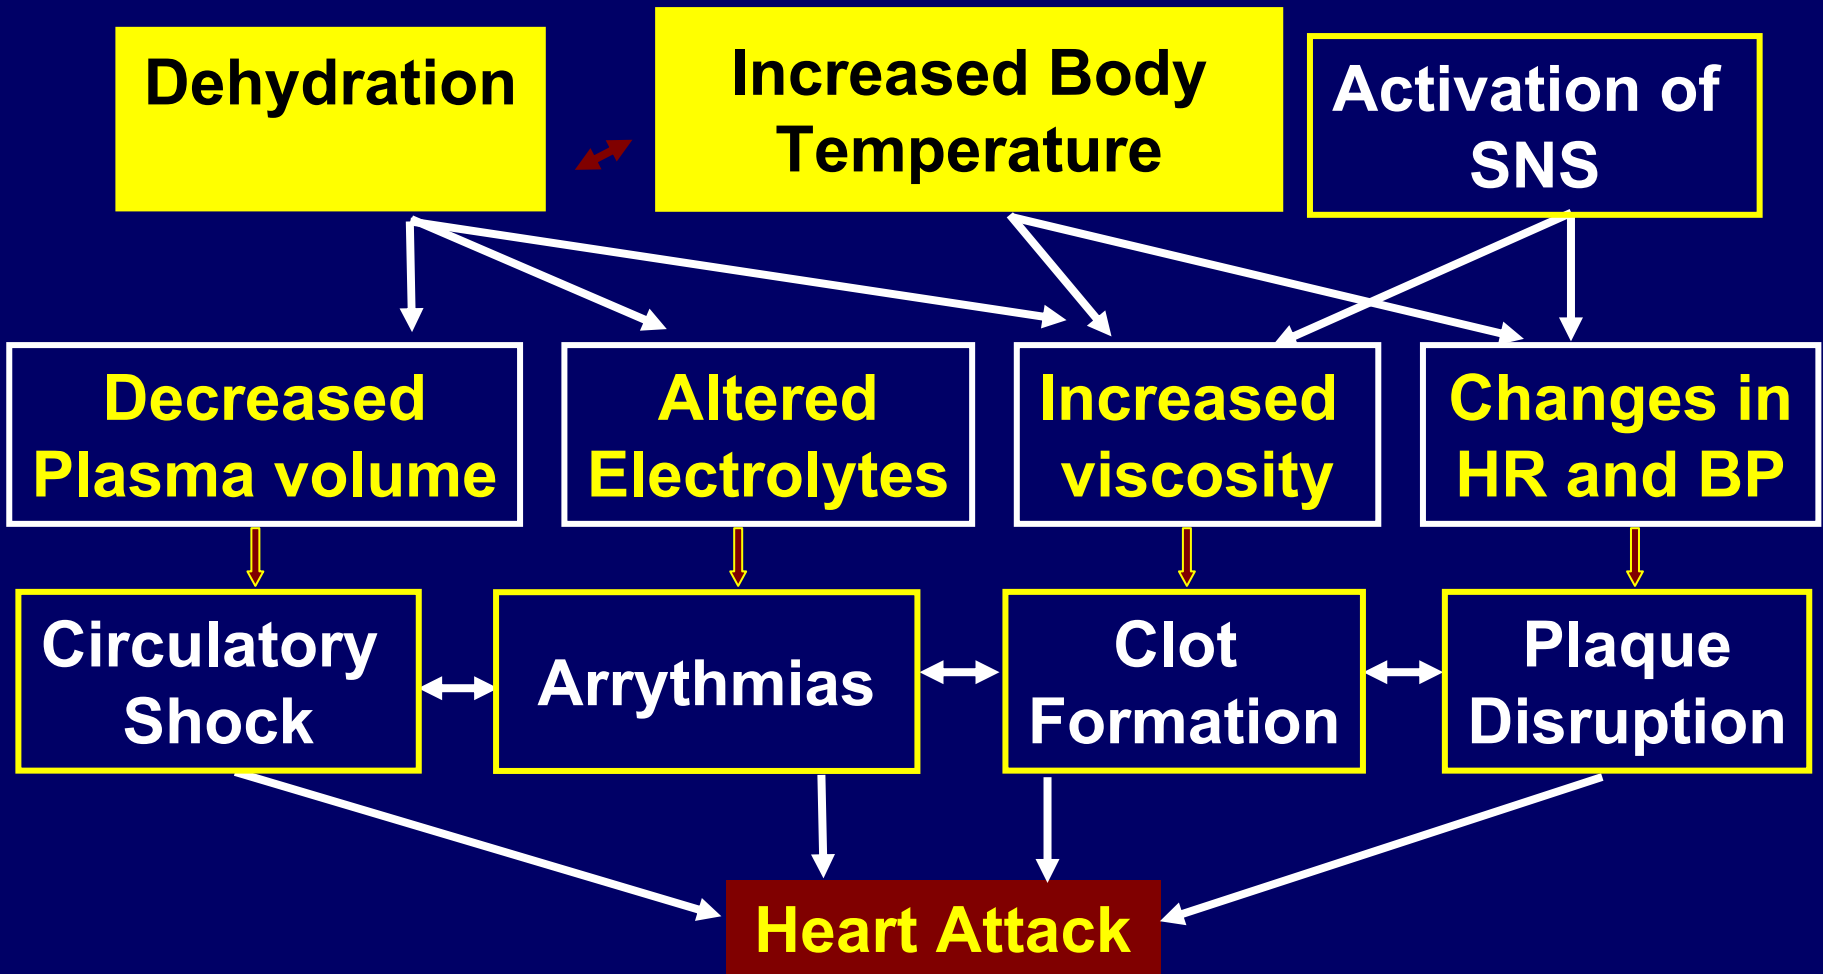 Dehydration
Increased Body
Temperature
Activation of
SNS
Decreased
Plasma volume
Altered
Electrolytes
Increased
viscosity
Changes in
HR and BP
Circulatory
Shock
Arrythmias
Clot
Formation
Plaque
Disruption
Heart Attack